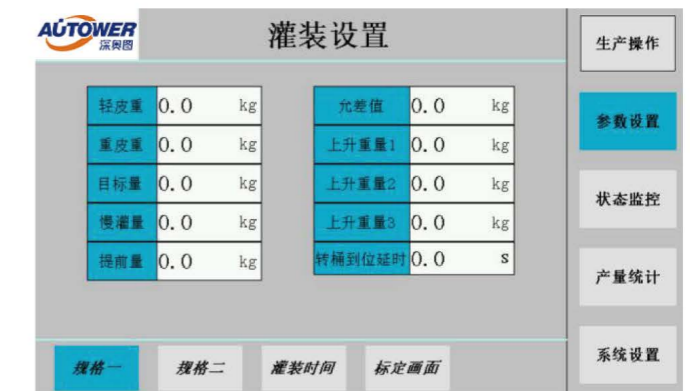 AUTOWER
深奥图
灌装设置
轻皮重 0.0 kg
重皮重 0.0 kg
目标量 0.0 kg
慢灌量 0.0 kg
提前量 0.0 kg
允差值 0.0 kg
上升重量1 0.0 kg
上升重量2 0.0 kg
上升重量3 0.0 kg
转桶到位延时 0.0 s
生产操作
参数设置
状态监控
产量统计
系统设置
规格一
规格二
灌装时间
标定画面